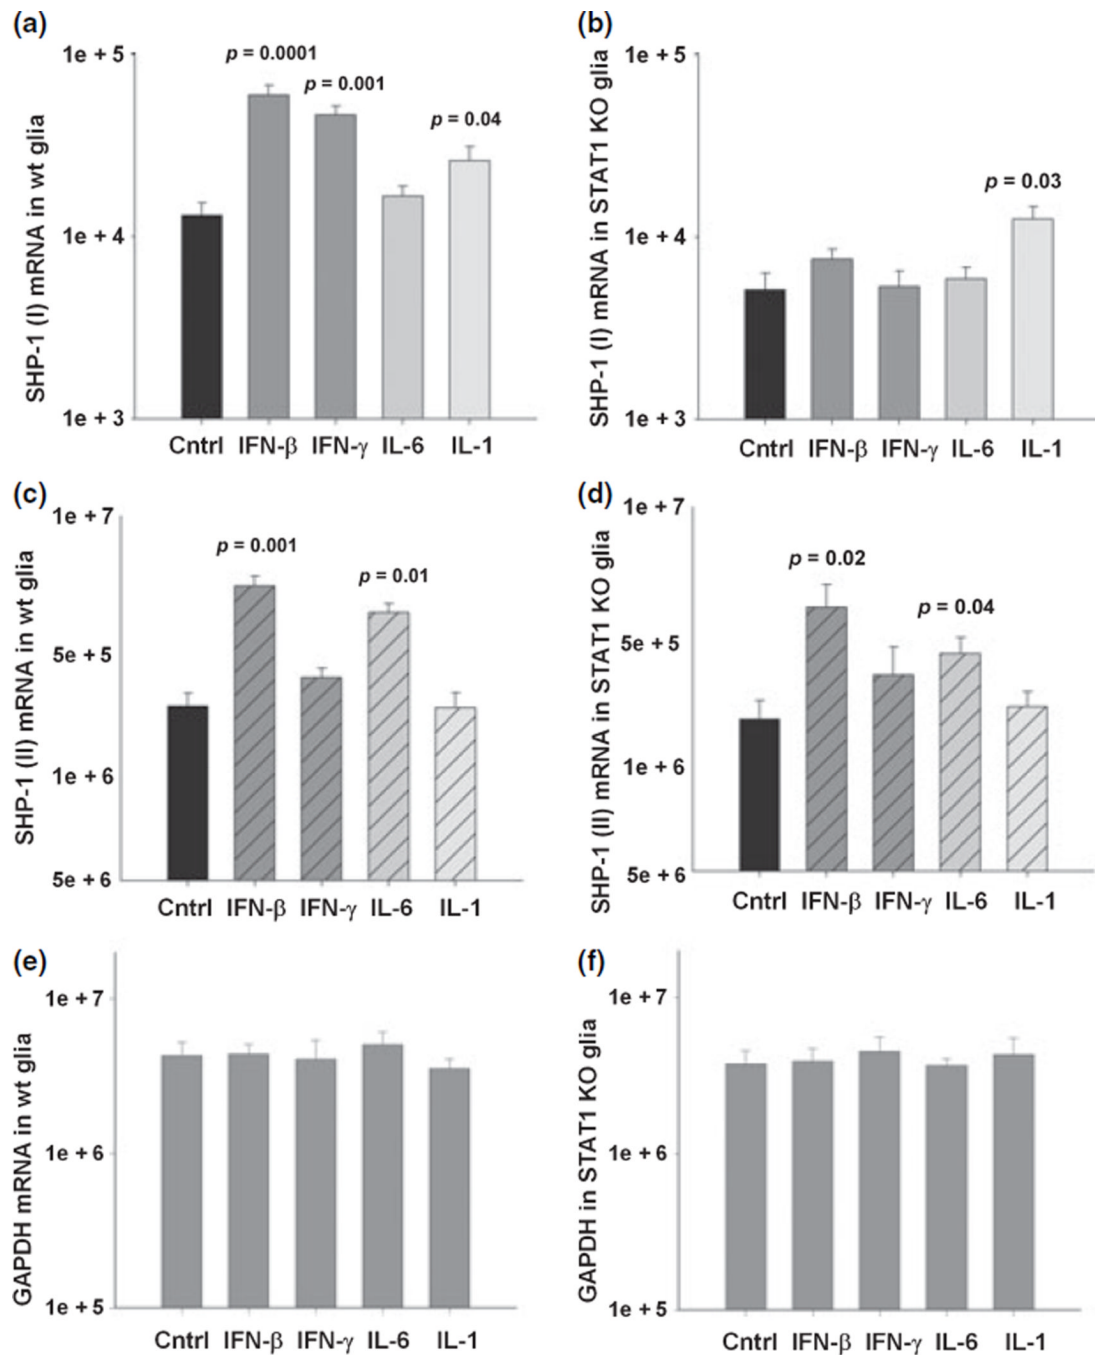 (a)
SHP-1 (I) mRNA in wt glia
1e + 5
1e + 4
1e + 3
p = 0.0001
p = 0.001
p = 0.04
Cntrl IFN-β IFN-γ IL-6 IL-1
(b)
SHP-1 (I) mRNA in STAT1 KO glia
1e + 5
1e + 4
1e + 3
p = 0.03
Cntrl IFN-β IFN-γ IL-6 IL-1
(c)
SHP-1 (II) mRNA in wt glia
1e + 7
5e + 5
1e + 6
5e + 6
p = 0.001
p = 0.01
Cntrl IFN-β IFN-γ IL-6 IL-1
(d)
SHP-1 (II) mRNA in STAT1 KO glia
1e + 7
5e + 5
1e + 6
5e + 6
p = 0.02
p = 0.04
Cntrl IFN-β IFN-γ IL-6 IL-1
(e)
GAPDH mRNA in wt glia
1e + 7
1e + 6
1e + 5
Cntrl IFN-β IFN-γ IL-6 IL-1
(f)
GAPDH in STAT1 KO glia
1e + 7
1e + 6
1e + 5
Cntrl IFN-β IFN-γ IL-6 IL-1